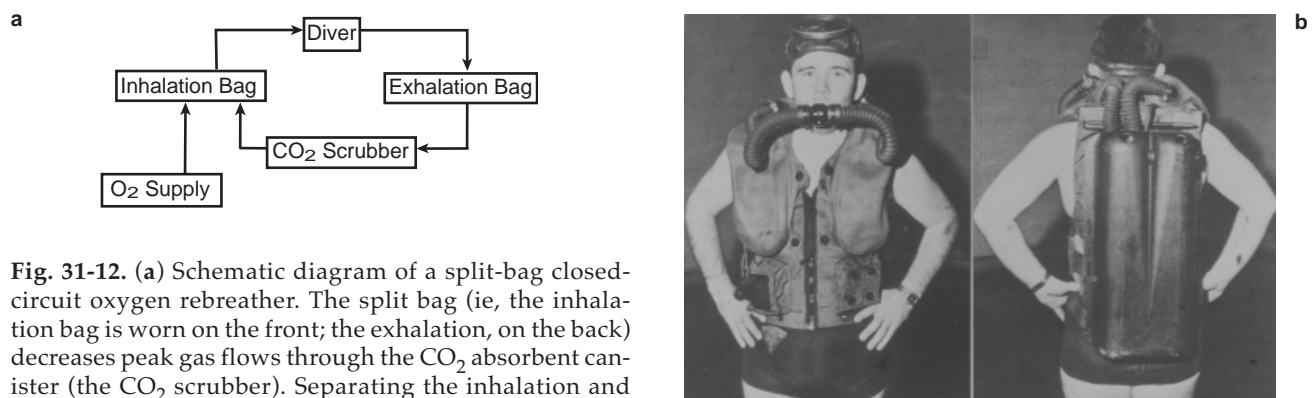 a
Diver
Inhalation Bag
Exhalation Bag
CO2 Scrubber
O2 Supply
Fig. 31-12. (a) Schematic diagram of a split-bag closed-
circuit oxygen rebreather. The split bag (ie, the inhala-
tion bag is worn on the front; the exhalation, on the back)
decreases peak gas flows through the CO2 absorbent can-
ister (the CO2 scrubber). Separating the inhalation and
b